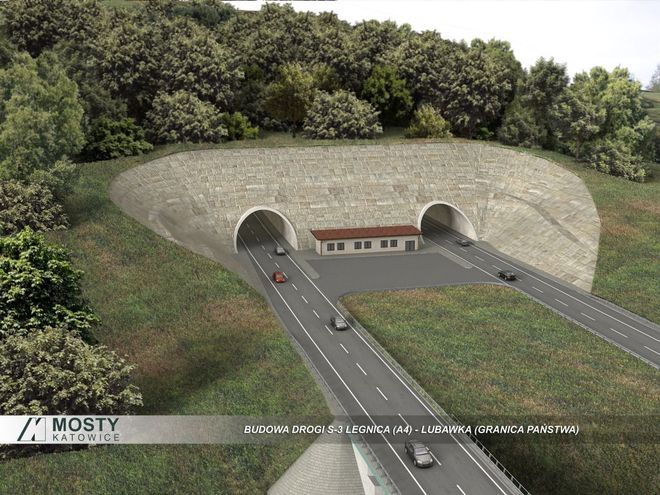 MOSTY
KATOWICE
BUDOWA DROGI S-3 LEGNICA (A4) - LUBAWKA (GRANICA PAŃSTWA)